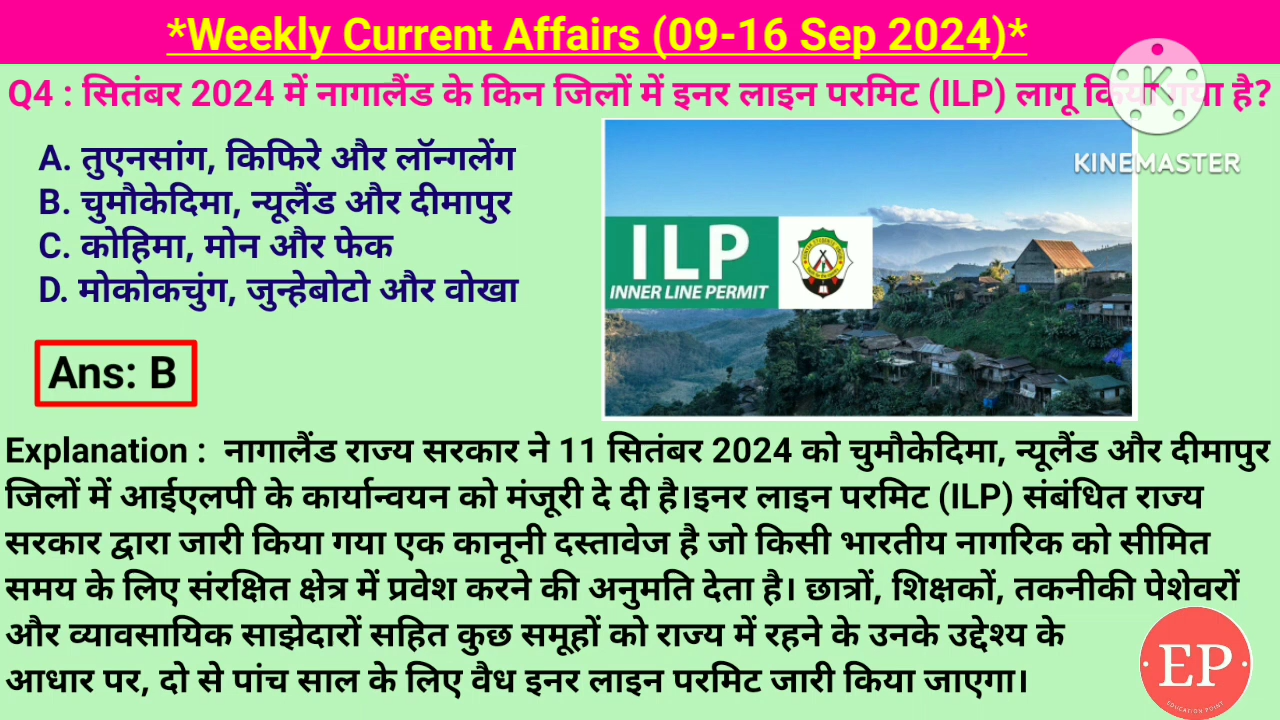 *Weekly Current Affairs (09-16 Sep 2024)*
Q4 : सितंबर 2024 में नागालैंड के किन जिलों में इनर लाइन परमिट (ILP) लागू किया गया है?
KINEMASTER
A. तुएनसांग, किफिरे और लॉन्गलेंग
B. चुमौकेदिमा, न्यूलैंड और दीमापुर
C. कोहिमा, मोन और फेक
D. मोकोकचुंग, जुन्हेबोटो और वोखा
ILP
INNER LINE PERMIT
Ans: B
Explanation : नागालैंड राज्य सरकार ने 11 सितंबर 2024 को चुमौकेदिमा, न्यूलैंड और दीमापुर
जिलों में आईएलपी के कार्यान्वयन को मंजूरी दे दी है।इनर लाइन परमिट (ILP) संबंधित राज्य
सरकार द्वारा जारी किया गया एक कानूनी दस्तावेज है जो किसी भारतीय नागरिक को सीमित
समय के लिए संरक्षित क्षेत्र में प्रवेश करने की अनुमति देता है। छात्रों, शिक्षकों, तकनीकी पेशेवरों
और व्यावसायिक साझेदारों सहित कुछ समूहों को राज्य में रहने के उनके उद्देश्य के
आधार पर, दो से पांच साल के लिए वैध इनर लाइन परमिट जारी किया जाएगा।
EP
EDUCATION POINT